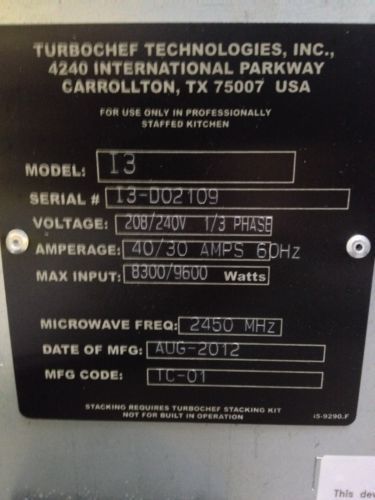 TURBOCHEF TECHNOLOGIES, INC.,
4240 INTERNATIONAL PARKWAY
CARROLLTON, TX 75007 USA
FOR USE ONLY IN PROFESSIONALLY
STAFFED KITCHEN
MODEL: I3
SERIAL # I3-D02109
VOLTAGE: 208/240V 1/3 PHASE
AMPERAGE: 40/30 AMPS 60Hz
MAX INPUT: 8300/9600 Watts
MICROWAVE FREQ: 2450 MHz
DATE OF MFG: AUG-2012
MFG CODE: TC-01
STACKING REQUIRES TURBOCHEF STACKING KIT
NOT FOR BUILT IN OPERATION
i5-9290.F
This dev